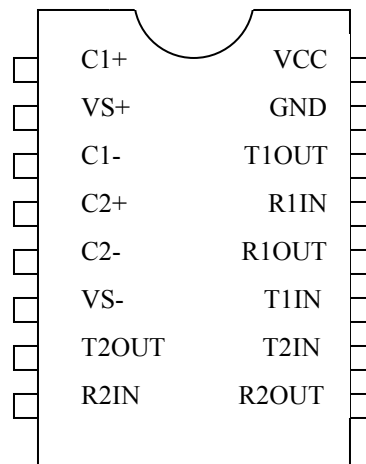 C1+ VCC
VS+ GND
C1- T1OUT
C2+ R1IN
C2- R1OUT
VS- T1IN
T2OUT T2IN
R2IN R2OUT